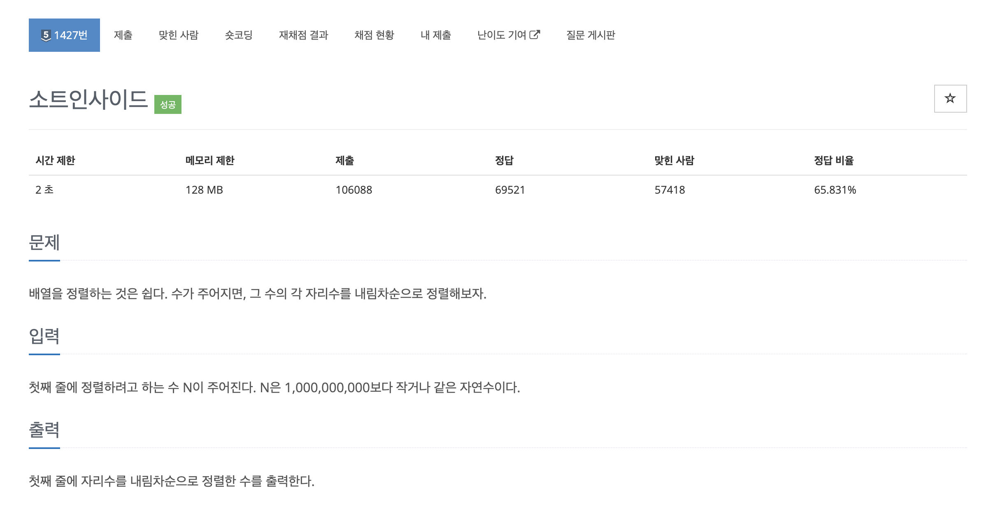 5 1427번 제출 맞힌 사람 숏코딩 재채점 결과 채점 현황 내 제출 난이도 기여 질문 게시판
소트인사이드 성공
시간 제한 메모리 제한 제출 정답 맞힌 사람 정답 비율
2 초 128 MB 106088 69521 57418 65.831%
문제
배열을 정렬하는 것은 쉽다. 수가 주어지면, 그 수의 각 자리수를 내림차순으로 정렬해보자.
입력
첫째 줄에 정렬하려고 하는 수 N이 주어진다. N은 1,000,000,000보다 작거나 같은 자연수이다.
출력
첫째 줄에 자리수를 내림차순으로 정렬한 수를 출력한다.